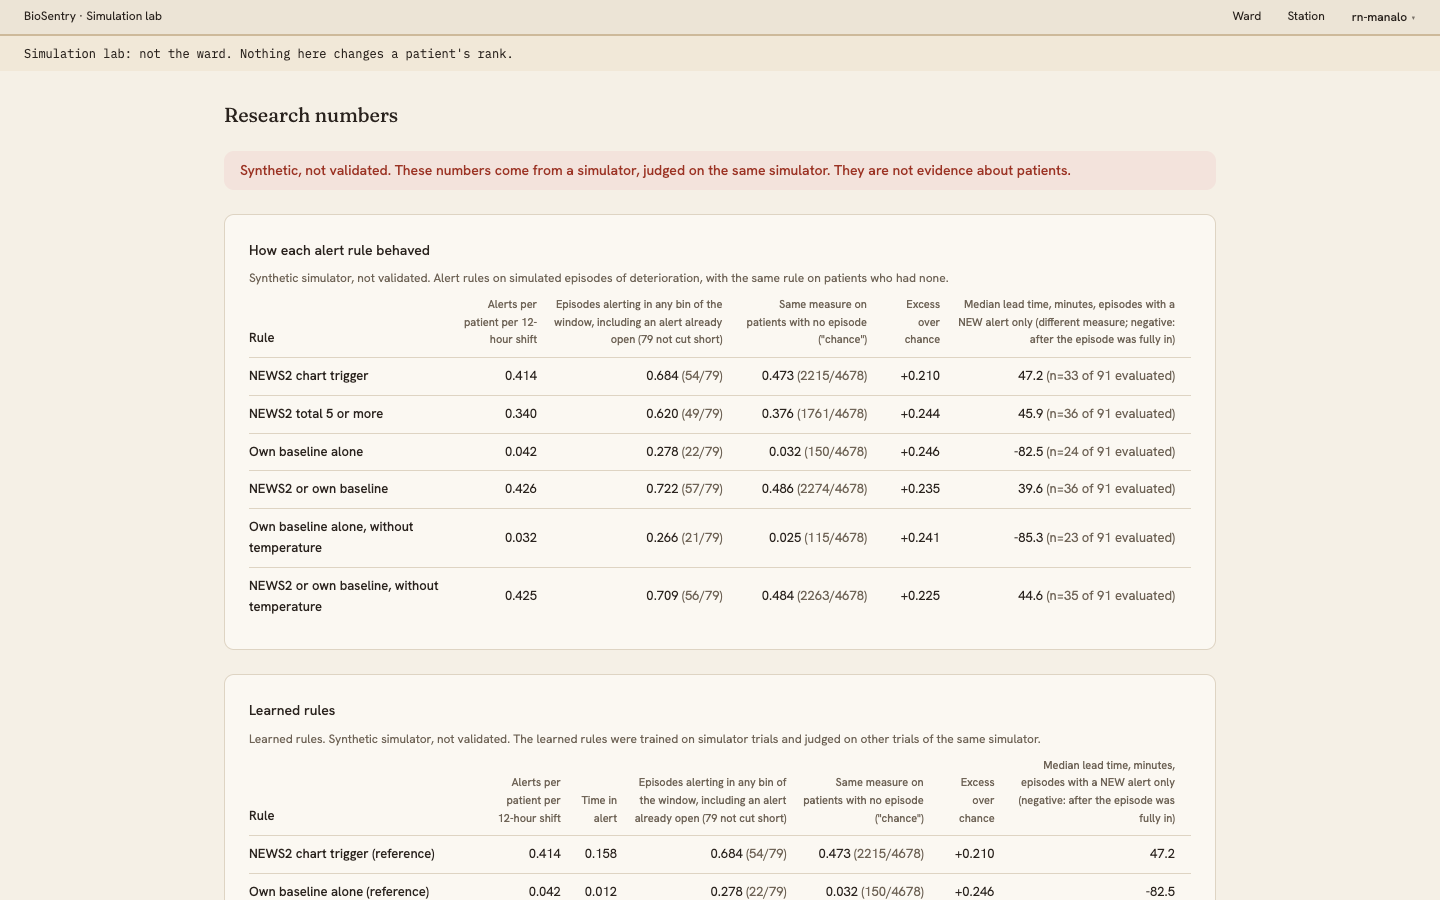 BioSentry · Simulation lab
Ward Station rn-manalo
Simulation lab: not the ward. Nothing here changes a patient's rank.
Research numbers
Synthetic, not validated. These numbers come from a simulator, judged on the same simulator. They are not evidence about patients.
How each alert rule behaved
Synthetic simulator, not validated. Alert rules on simulated episodes of deterioration, with the same rule on patients who had none.
Rule
Alerts per
patient per 12-
hour shift
Episodes alerting in any bin of the
window, including an alert already
open (79 not cut short)
Same measure on
patients with no episode
("chance")
Excess
over
chance
Median lead time, minutes, episodes with a
NEW alert only (different measure; negative:
after the episode was fully in)
NEWS2 chart trigger 0.414 0.684 (54/79) 0.473 (2215/4678) +0.210 47.2 (n=33 of 91 evaluated)
NEWS2 total 5 or more 0.340 0.620 (49/79) 0.376 (1761/4678) +0.244 45.9 (n=36 of 91 evaluated)
Own baseline alone 0.042 0.278 (22/79) 0.032 (150/4678) +0.246 -82.5 (n=24 of 91 evaluated)
NEWS2 or own baseline 0.426 0.722 (57/79) 0.486 (2274/4678) +0.235 39.6 (n=36 of 91 evaluated)
Own baseline alone, without
temperature
0.032 0.266 (21/79) 0.025 (115/4678) +0.241 -85.3 (n=23 of 91 evaluated)
NEWS2 or own baseline, without
temperature
0.425 0.709 (56/79) 0.484 (2263/4678) +0.225 44.6 (n=35 of 91 evaluated)
Learned rules
Learned rules. Synthetic simulator, not validated. The learned rules were trained on simulator trials and judged on other trials of the same simulator.
Rule
Alerts per
patient per
12-hour shift
Time in
alert
Episodes alerting in any bin of
the window, including an alert
already open (79 not cut short)
Same measure on
patients with no episode
("chance")
Excess
over
chance
Median lead time, minutes,
episodes with a NEW alert only
(negative: after the episode was
fully in)
NEWS2 chart trigger (reference) 0.414 0.158 0.684 (54/79) 0.473 (2215/4678) +0.210 47.2
Own baseline alone (reference) 0.042 0.012 0.278 (22/79) 0.032 (150/4678) +0.246 -82.5